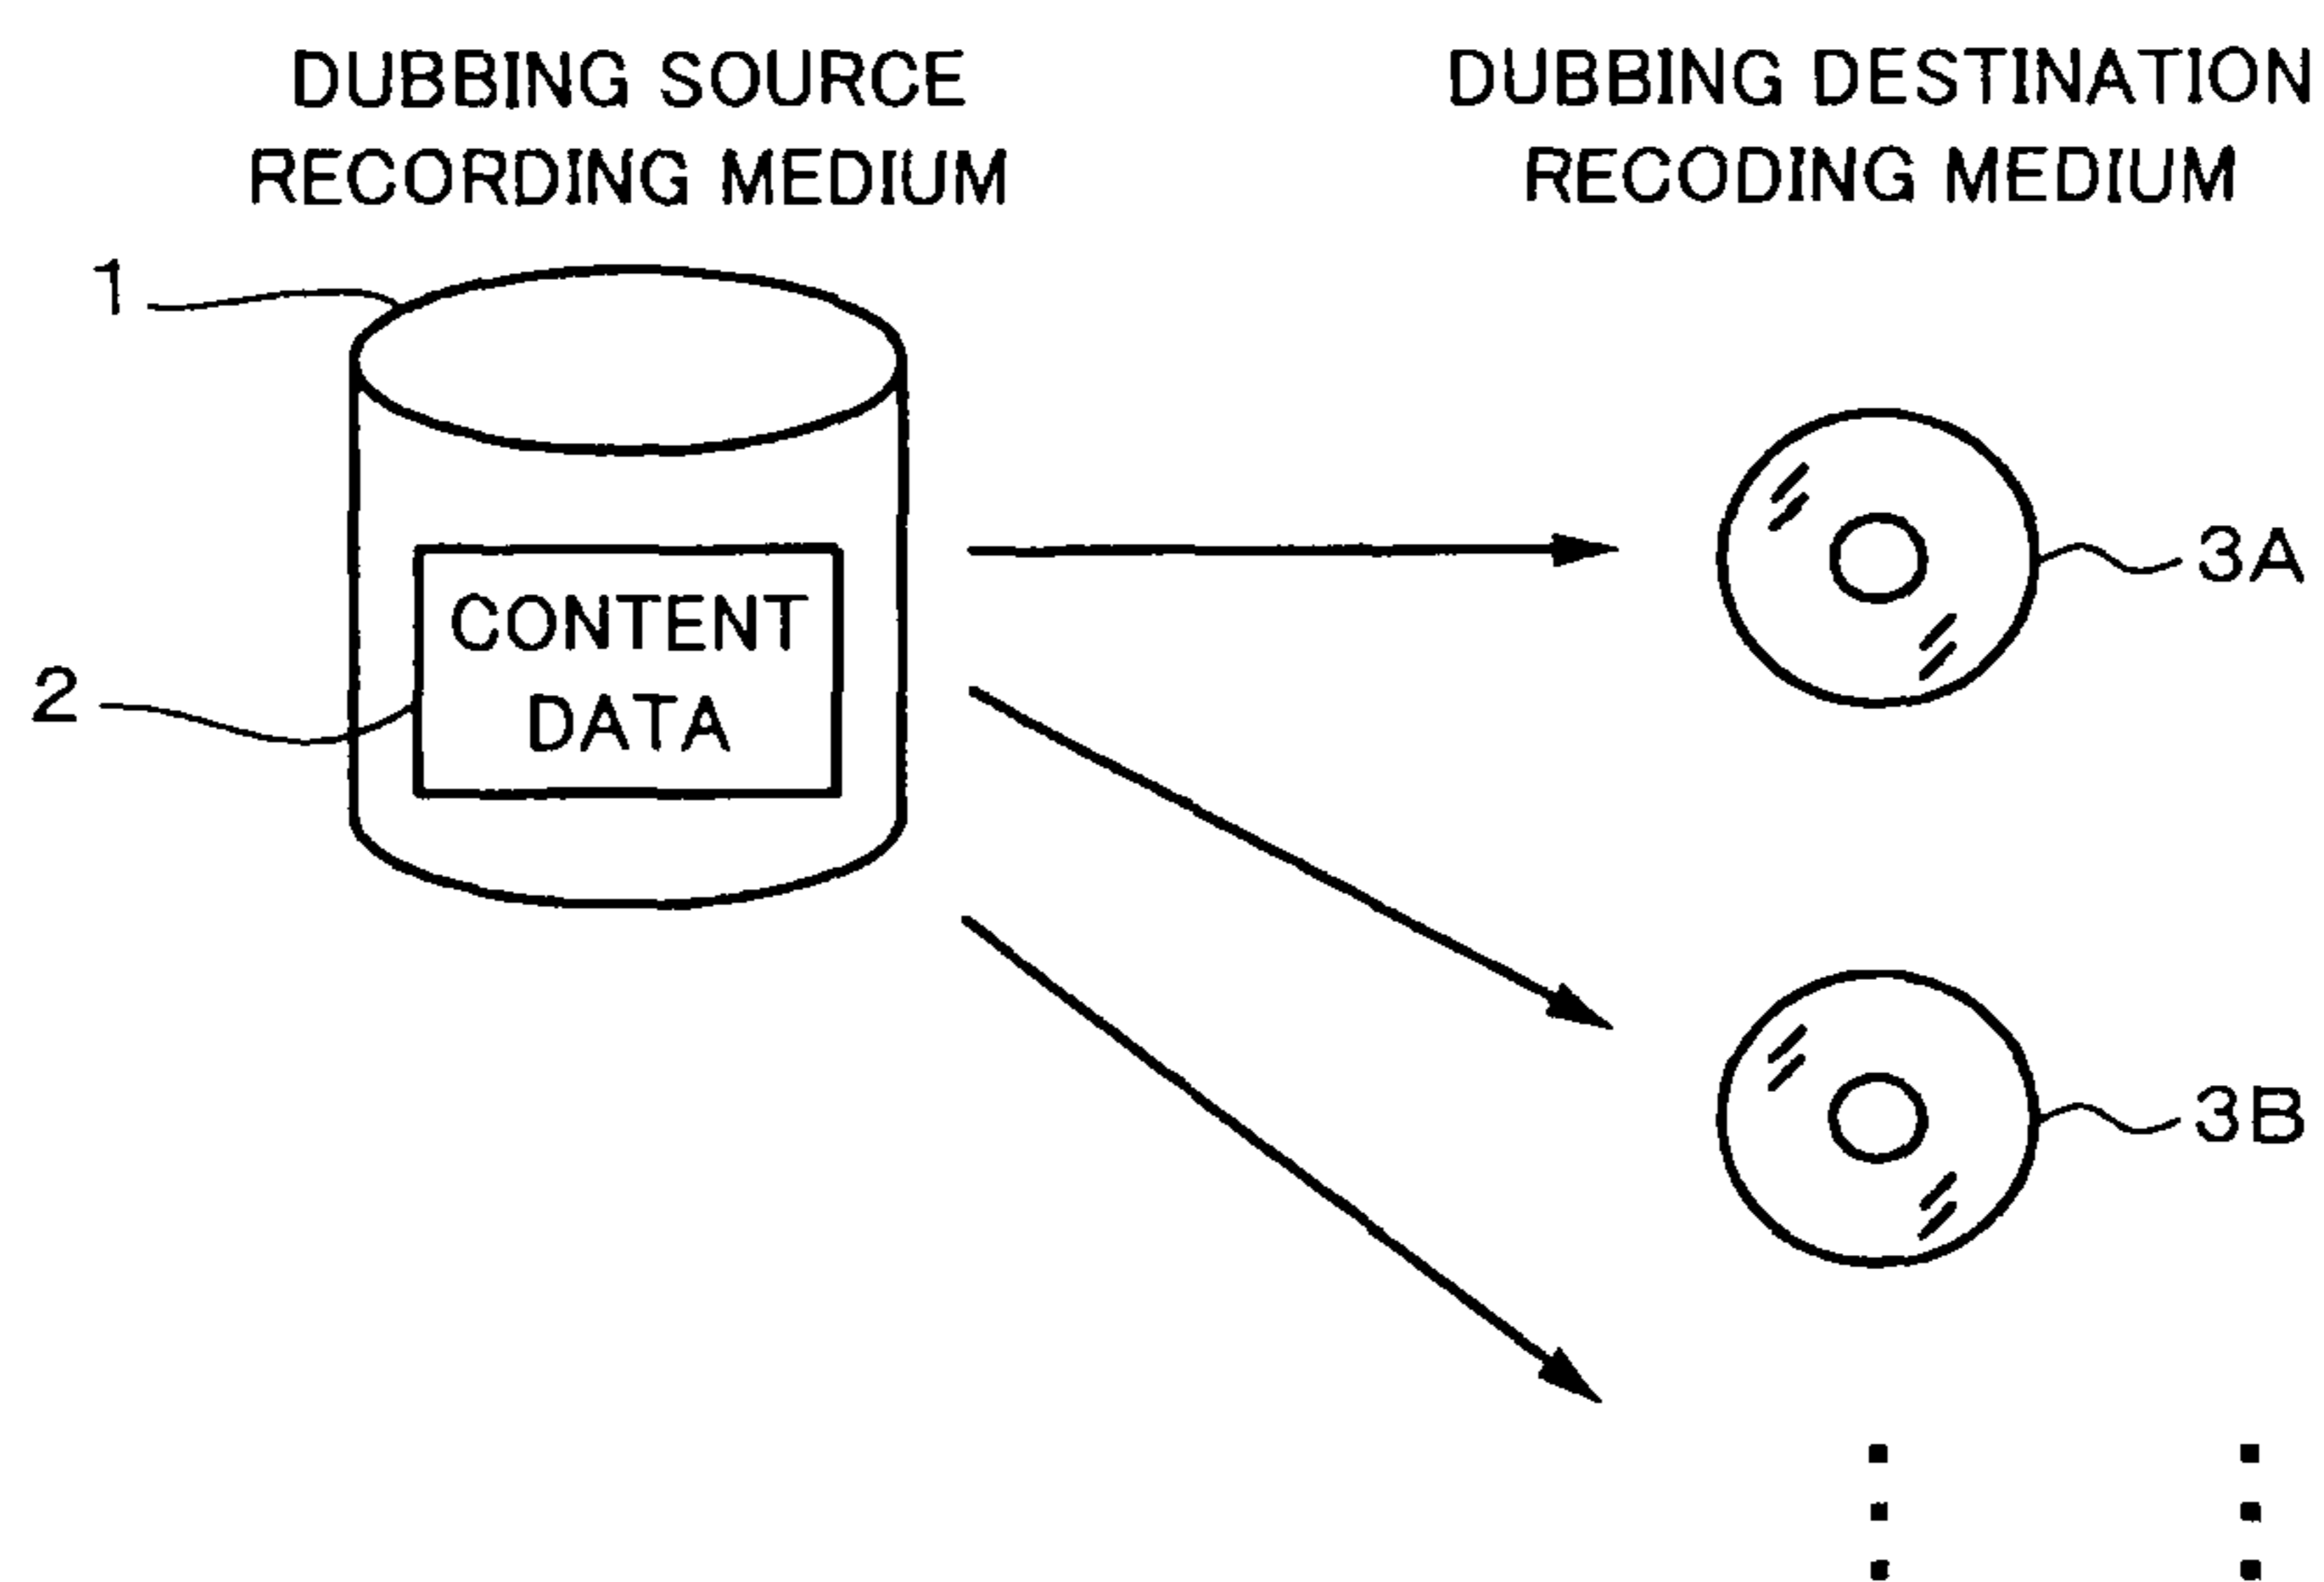 DUBBING SOURCE
RECORDING MEDIUM
DUBBING DESTINATION
RECODING MEDIUM
1
CONTENT
DATA
2
3A
3B